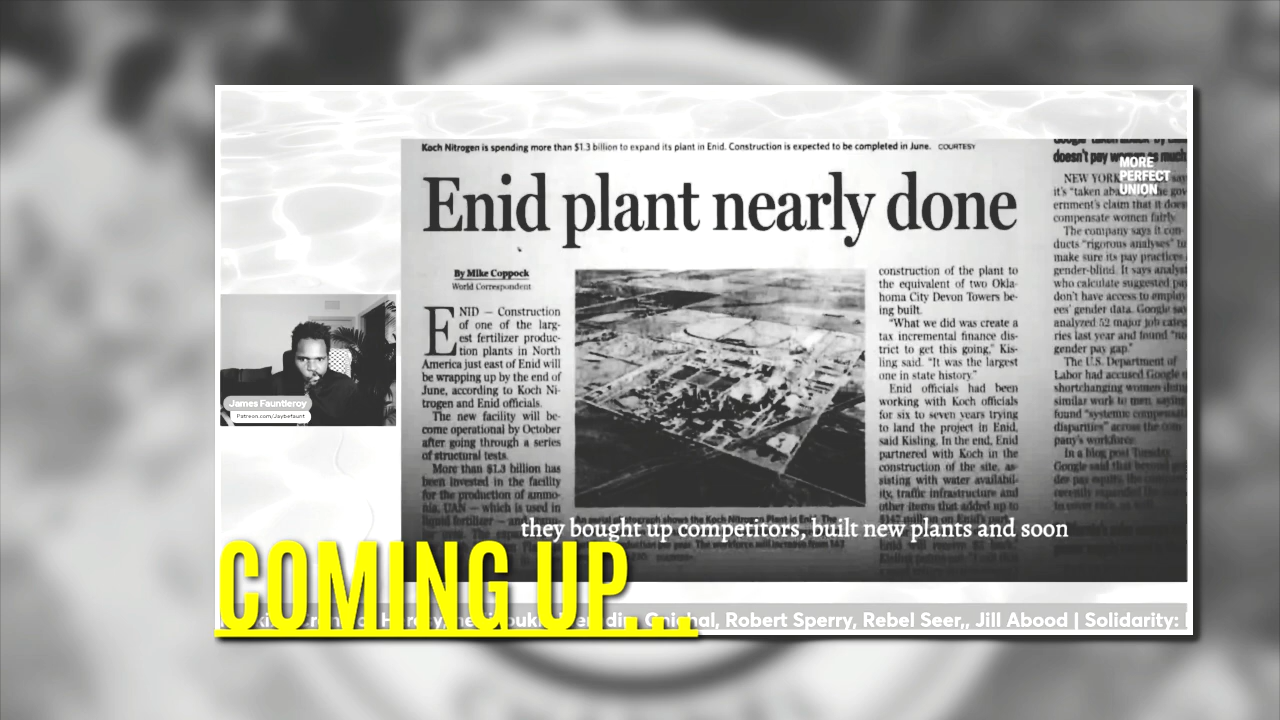 Koch Nitrogen is spending more than $1.3 billion to expand its plant in Enid. Construction is expected to be completed in June. COURTESY
Enid plant nearly done
By Mike Coppock
World Correspondent
ENID — Construction
of one of the larg-
est fertilizer produc-
tion plants in North
America just east of Enid will
be wrapping up by the end of
June, according to Koch Ni-
trogen and Enid officials.
The new facility will be-
come operational by October
after going through a series
of structural tests.
More than $1.3 billion has
been invested in the facility
for the production of ammo-
nia, UAN — which is used in
liquid fertilizer —
construction of the plant to
the equivalent of two Okla-
homa City Devon Towers be-
ing built.
"What we did was create a
tax incremental finance dis-
trict to get this going," Kis-
ling said. "It was the largest
one in state history."
Enid officials had been
working with Koch officials
for six to seven years trying
to land the project in Enid,
said Kisling. In the end, Enid
partnered with Koch in the
construction of the site, as-
sisting with water availabil-
ity, traffic infrastructure and
other items that added up to
doesn't pay women as much
MORE
PERFECT
UNION
NEW YORK
it's "taken
ernment's claim that it does
compensate women fairly.
The company says it con-
ducts "rigorous analyses" to
make sure its pay practices
gender-blind. It says analyst
who calculate suggested pay
don't have access to employ
ees' gender data. Google say
analyzed 52 major job categ
ries last year and found "no
gender pay gap."
The U.S. Department of
Labor had accused Google
shortchanging women
similar work to men, saying
found "systemic compensati
disparities" across the com-
pany's workforce.
In a blog post Tuesday,
Google said that
James Fauntleroy
Patreon.com/Jaybefaunt
they bought up competitors, built new plants and soon
COMING UP...
Robert Sperry, Rebel Seer,, Jill Abood | Solidarity: